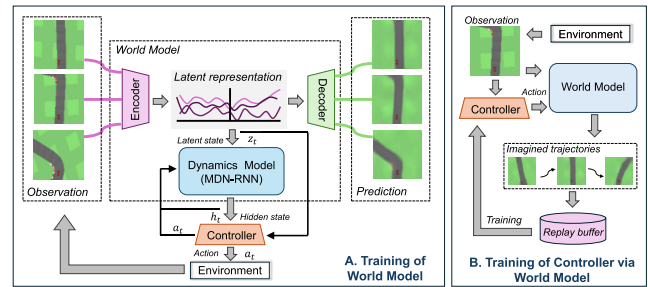 World Model
Encoder
Latent representation
Decoder
Latent state
z_t
Dynamics Model
(MDN-RNN)
Observation
Prediction
h_t
Hidden state
a_t
Controller
Action
a_t
Environment
A. Training of
World Model
Observation
Environment
Action
World Model
Controller
Imagined trajectories
Training
Replay buffer
B. Training of Controller via
World Model